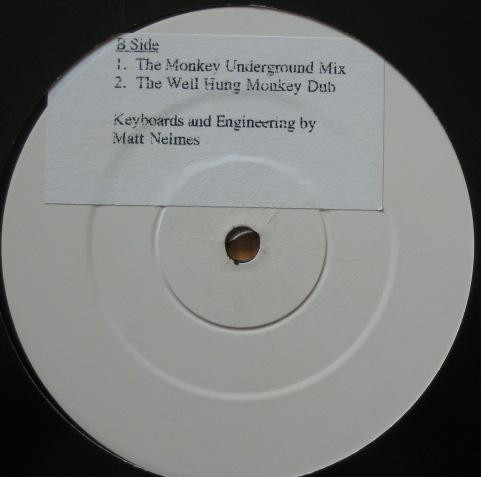 B Side
1. The Monkey Underground Mix
2. The Well Hung Monkey Dub
Keyboards and Engineering by
Matt Nelmes